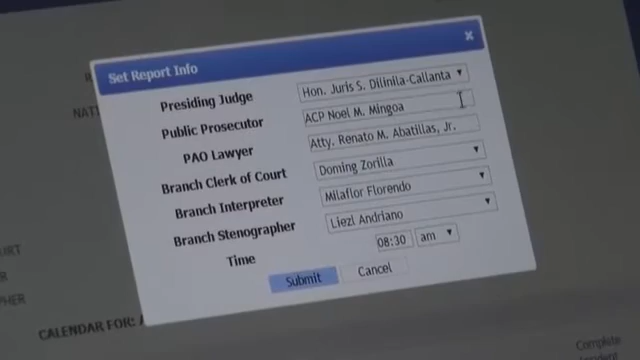 Set Report Info
x
Presiding Judge Hon. Juris S. Dilinila-Callanta
Public Prosecutor ACP Noel M. Mingoa
PAO Lawyer Atty. Renato M. Abatillas, Jr.
Branch Clerk of Court Doming Zorilla
Branch Interpreter Milaflor Florendo
Branch Stenographer Liezl Andriano
Time 08:30 am
Submit Cancel
CALENDAR FOR:
Complete